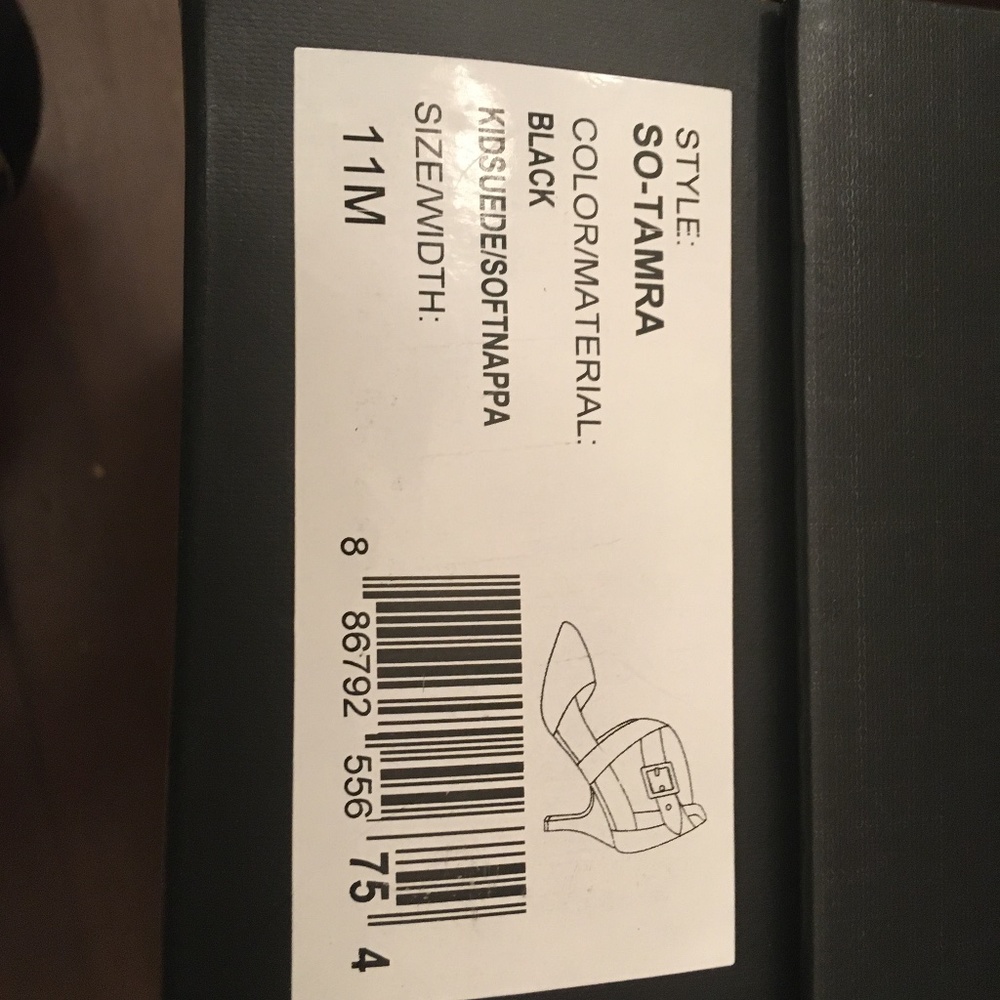 STYLE:
SO-TAMRA
COLOR/MATERIAL:
BLACK
KIDSUEDE/SOFTNAPPA
SIZE/WIDTH:
11M
8 86792 556 75 4